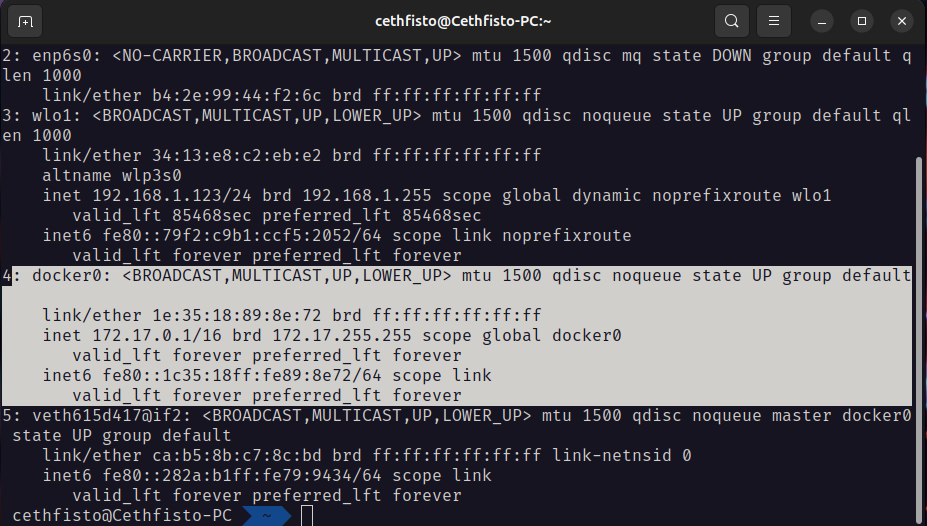 cethfisto@Cethfisto-PC:~
2: enp6s0: <NO-CARRIER,BROADCAST,MULTICAST,UP> mtu 1500 qdisc mq state DOWN group default q
len 1000
link/ether b4:2e:99:44:f2:6c brd ff:ff:ff:ff:ff:ff
3: wlo1: <BROADCAST,MULTICAST,UP,LOWER_UP> mtu 1500 qdisc noqueue state UP group default ql
en 1000
link/ether 34:13:e8:c2:eb:e2 brd ff:ff:ff:ff:ff:ff
altname wlp3s0
inet 192.168.1.123/24 brd 192.168.1.255 scope global dynamic noprefixroute wlo1
valid_lft 85468sec preferred_lft 85468sec
inet6 fe80::79f2:c9b1:ccf5:2052/64 scope link noprefixroute
valid_lft forever preferred_lft forever
4: docker0: <BROADCAST,MULTICAST,UP,LOWER_UP> mtu 1500 qdisc noqueue state UP group default
link/ether 1e:35:18:89:8e:72 brd ff:ff:ff:ff:ff:ff
inet 172.17.0.1/16 brd 172.17.255.255 scope global docker0
valid_lft forever preferred_lft forever
inet6 fe80::1c35:18ff:fe89:8e72/64 scope link
valid_lft forever preferred_lft forever
5: veth615d417@if2: <BROADCAST,MULTICAST,UP,LOWER_UP> mtu 1500 qdisc noqueue master docker0
state UP group default
link/ether ca:b5:8b:c7:8c:bd brd ff:ff:ff:ff:ff:ff link-netnsid 0
inet6 fe80::282a:b1ff:fe79:9434/64 scope link
valid_lft forever preferred_lft forever
cethfisto@Cethfisto-PC ~